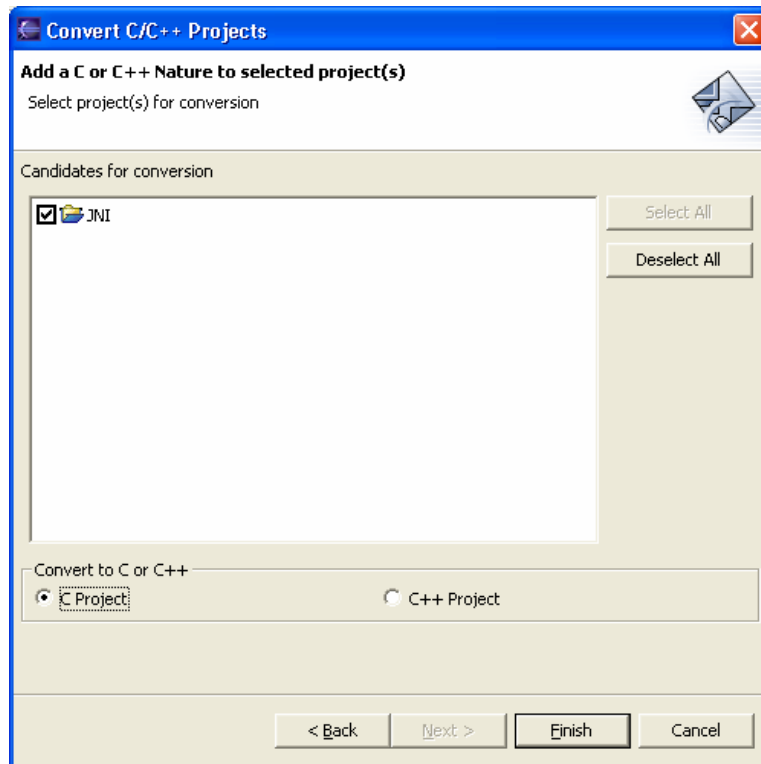 Convert C/C++ Projects
Add a C or C++ Nature to selected project(s)
Select project(s) for conversion
Candidates for conversion
JNI
Select All
Deselect All
Convert to C or C++
C Project
C++ Project
< Back
Next >
Finish
Cancel